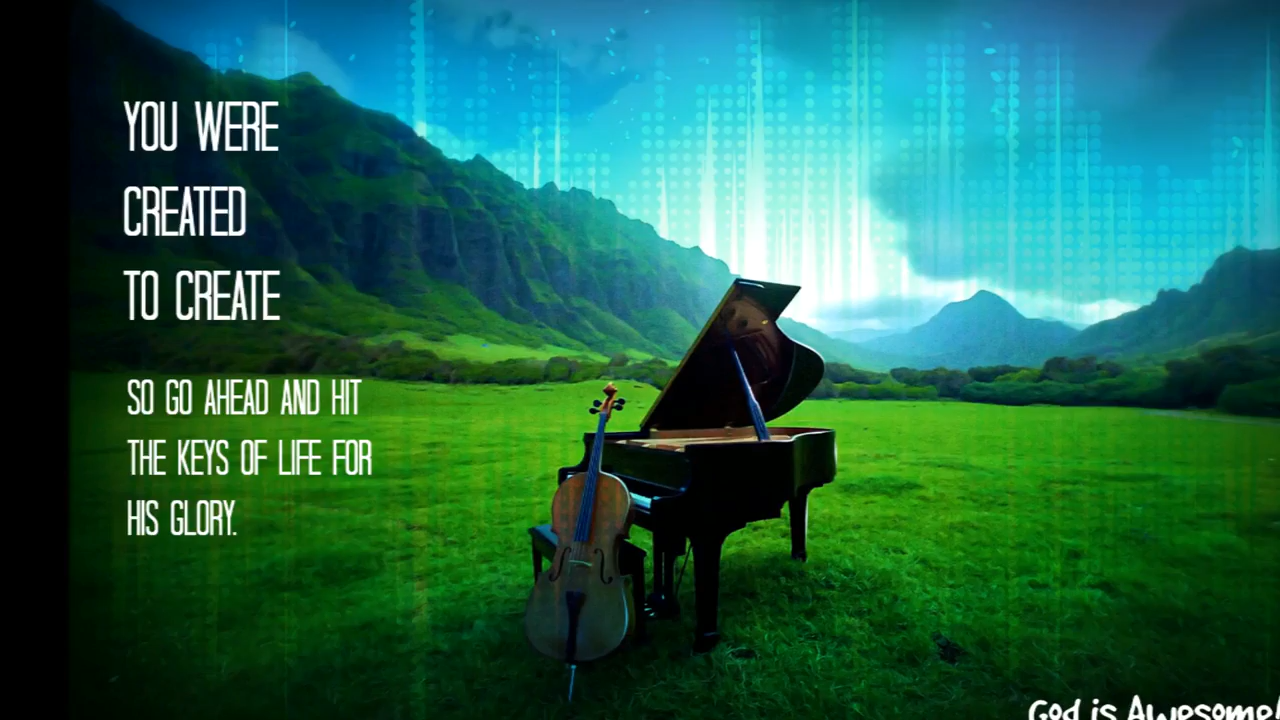 YOU WERE
CREATED
TO CREATE
SO GO AHEAD AND HIT
THE KEYS OF LIFE FOR
HIS GLORY.
God is Awesome!